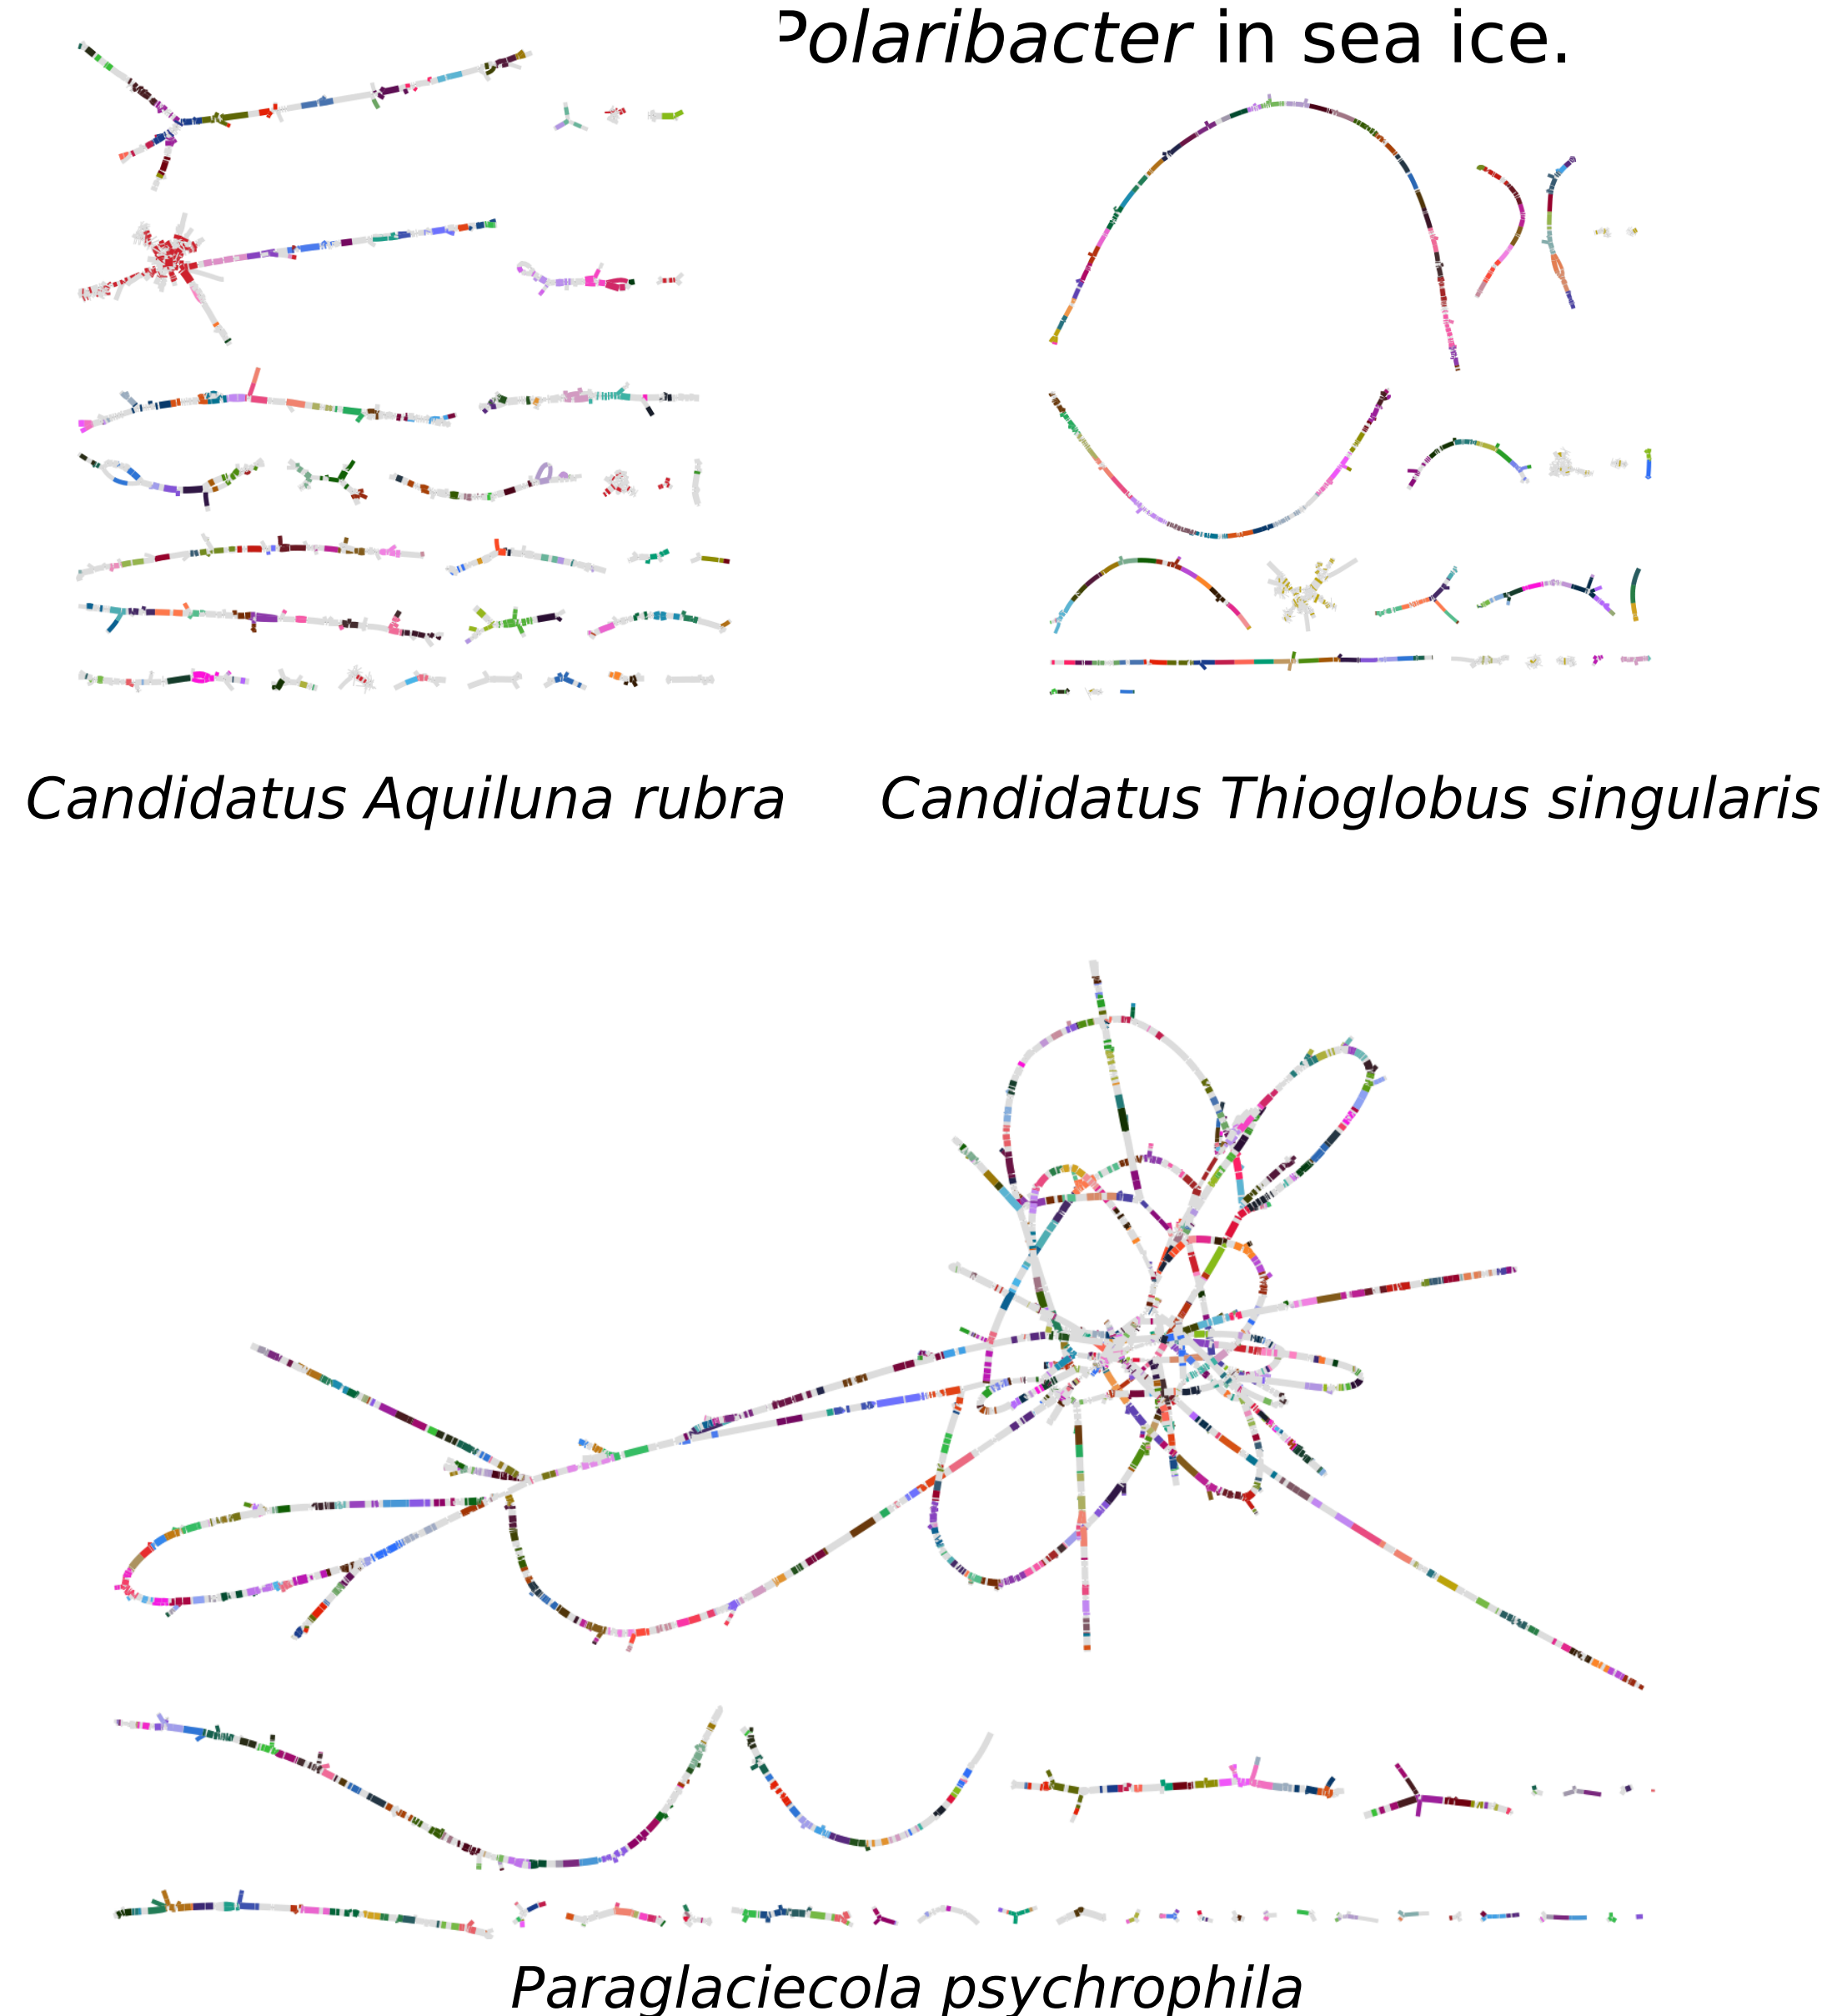 Polaribacter in sea ice.
Candidatus Aquiluna rubra
Candidatus Thioglobus singularis
Paraglaciecola psychrophila